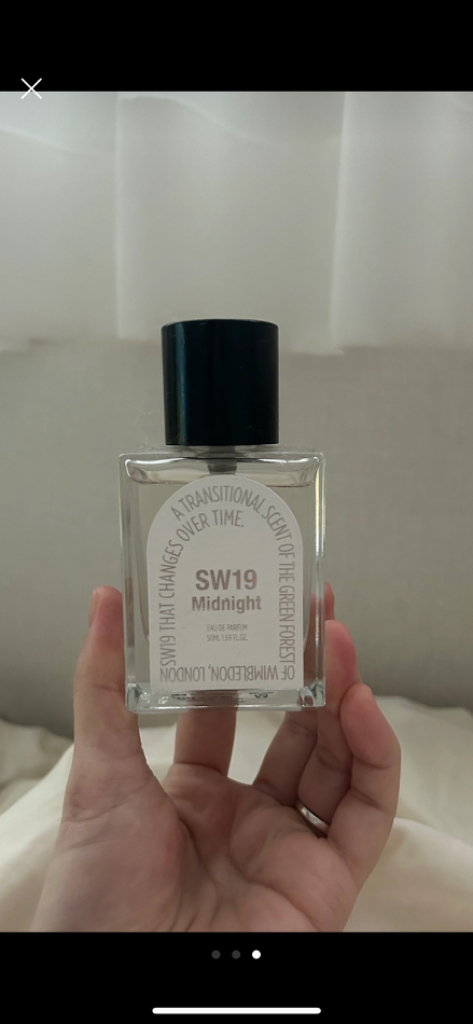 A TRANSITIONAL SCENT OF THE GREEN FOREST
OF WIMBLEDON, LONDON
SW19 THAT CHANGES OVER TIME.
SW19
Midnight
EAU DE PARFUM
50ML 1.69 FL.OZ.